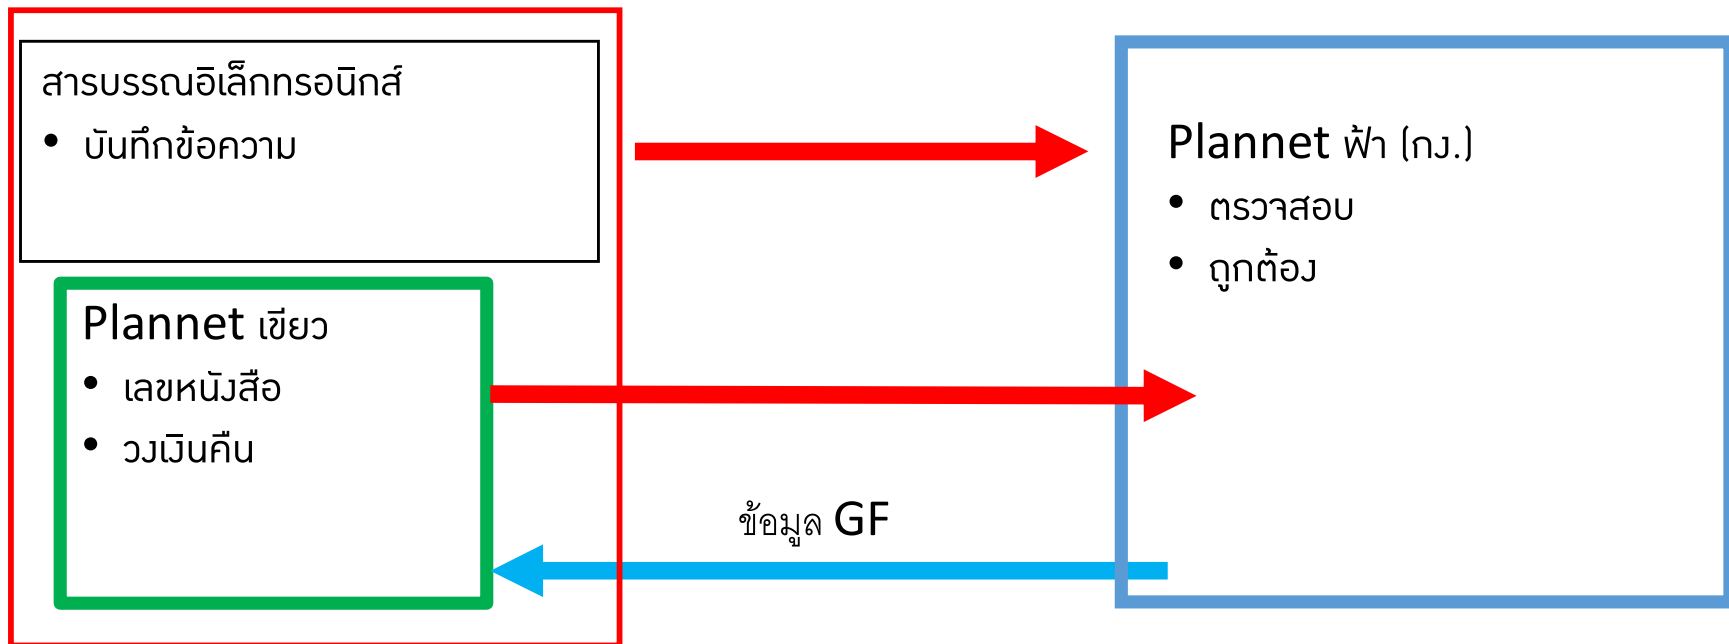 สารบรรณอิเล็กทรอนิกส์
• บันทึกข้อความ
Plannet เขียว
• เลขหนังสือ
• วงเงินคืน
ข้อมูล GF
Plannet ฟ้า (กง.)
• ตรวจสอบ
• ถูกต้อง